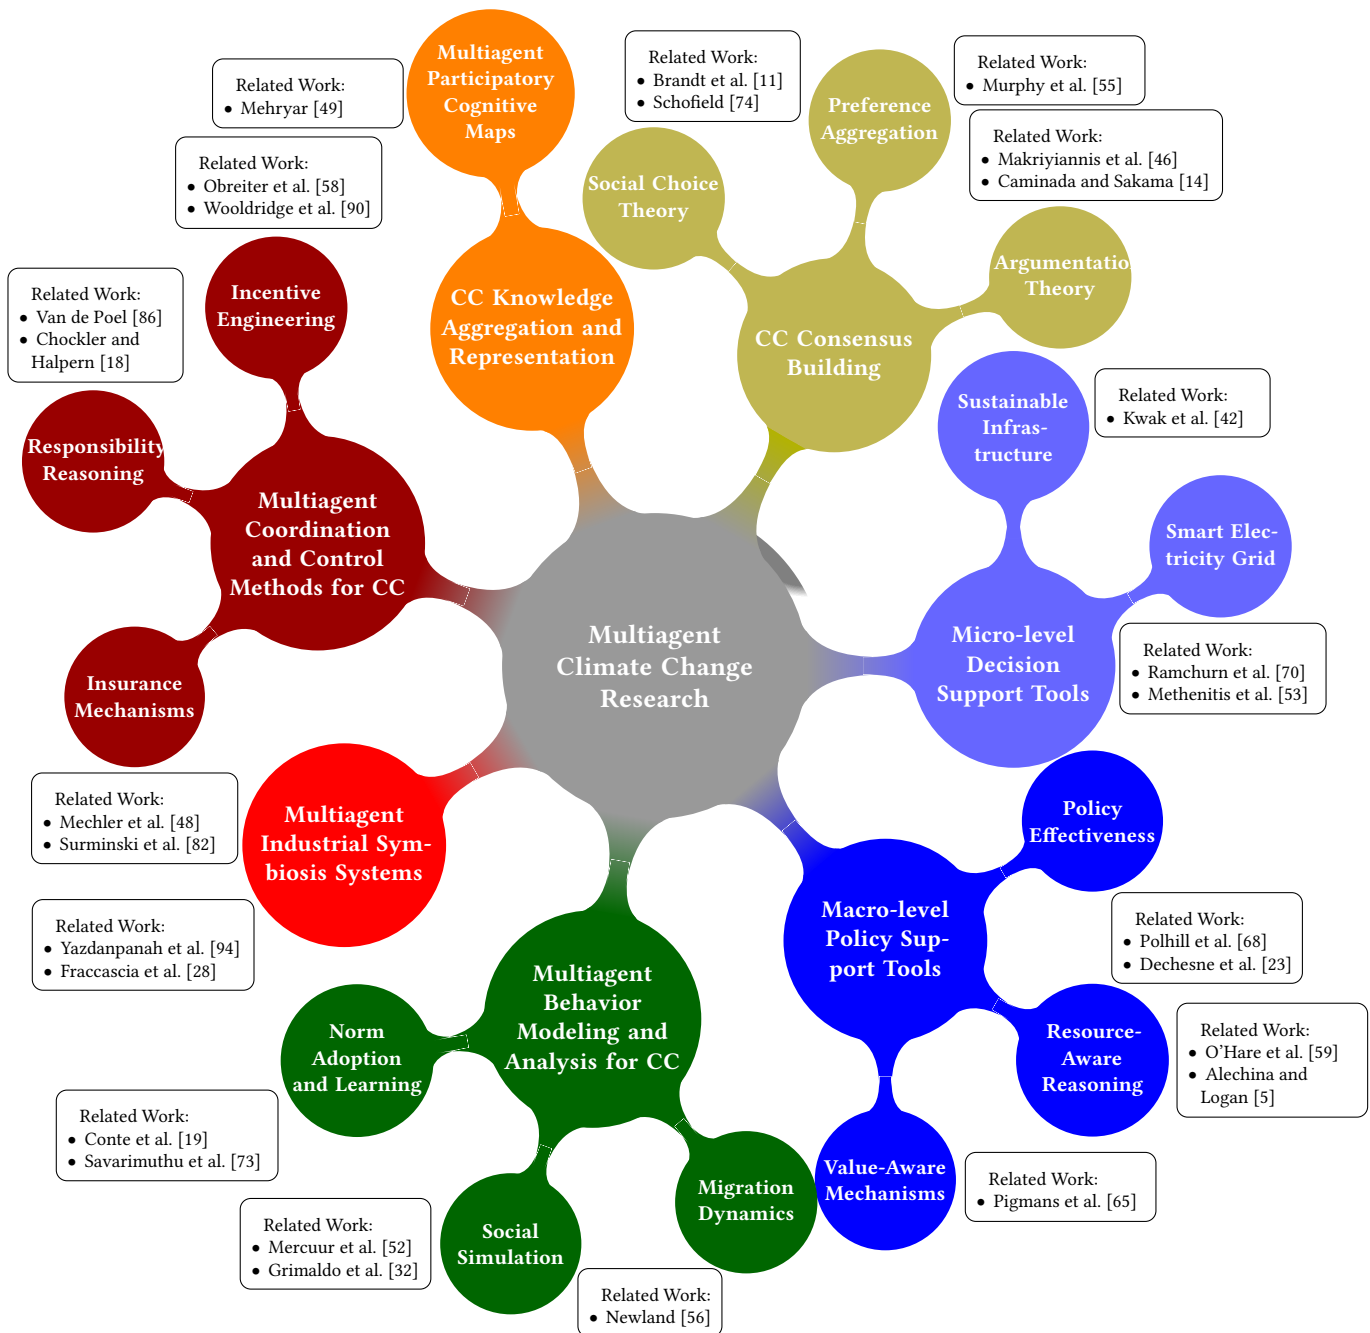 Multiagent
Participatory
Cognitive
Maps
Related Work:
• Mehryar [49]
Related Work:
• Brandt et al. [11]
• Schofield [74]
Related Work:
• Murphy et al. [55]
Preference
Aggregation
Related Work:
• Makriyiannis et al. [46]
• Caminada and Sakama [14]
Related Work:
• Obreiter et al. [58]
• Wooldridge et al. [90]
Social Choice
Theory
Argumentatio
Theory
Incentive
Engineering
CC Knowledge
Aggregation and
Representation
CC Consensus
Building
Related Work:
• Van de Poel [86]
• Chockler and
Halpern [18]
Sustainable
Infras-
tructure
Related Work:
• Kwak et al. [42]
Responsibility
Reasoning
Multiagent
Coordination
and Control
Methods for CC
Smart Elec-
tricity Grid
Multiagent
Climate Change
Research
Micro-level
Decision
Support Tools
Related Work:
• Ramchurn et al. [70]
• Methenitis et al. [53]
Insurance
Mechanisms
Related Work:
• Mechler et al. [48]
• Surminski et al. [82]
Multiagent
Industrial Sym-
biosis Systems
Policy
Effectiveness
Related Work:
• Yazdanpanah et al. [94]
• Fraccascia et al. [28]
Macro-level
Policy Sup-
port Tools
Related Work:
• Polhill et al. [68]
• Dechesne et al. [23]
Multiagent
Behavior
Modeling and
Analysis for CC
Norm
Adoption
and Learning
Resource-
Aware
Reasoning
Related Work:
• O'Hare et al. [59]
• Alechina and
Logan [5]
Related Work:
• Conte et al. [19]
• Savarimuthu et al. [73]
Migration
Dynamics
Value-Aware
Mechanisms
Related Work:
• Pigmans et al. [65]
Related Work:
• Mercuur et al. [52]
• Grimaldo et al. [32]
Social
Simulation
Related Work:
• Newland [56]